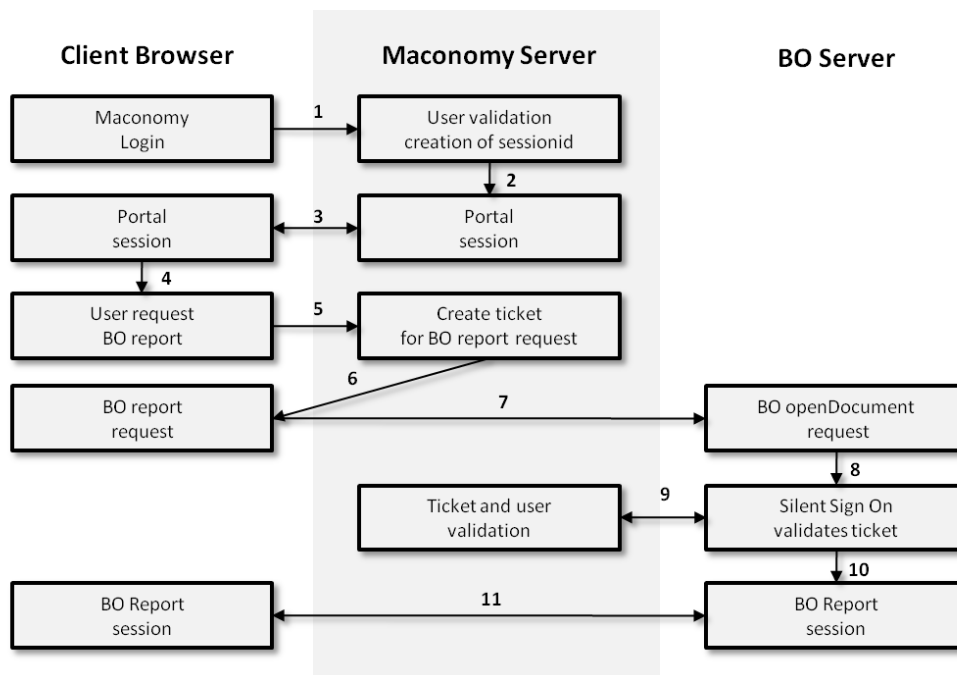 Client Browser
Maconomy Server
BO Server
Maconomy
Login
1
User validation
creation of sessionid
2
Portal
session
3
Portal
session
4
User request
BO report
5
Create ticket
for BO report request
6
BO report
request
7
BO openDocument
request
8
Ticket and user
validation
9
Silent Sign On
validates ticket
10
BO Report
session
11
BO Report
session